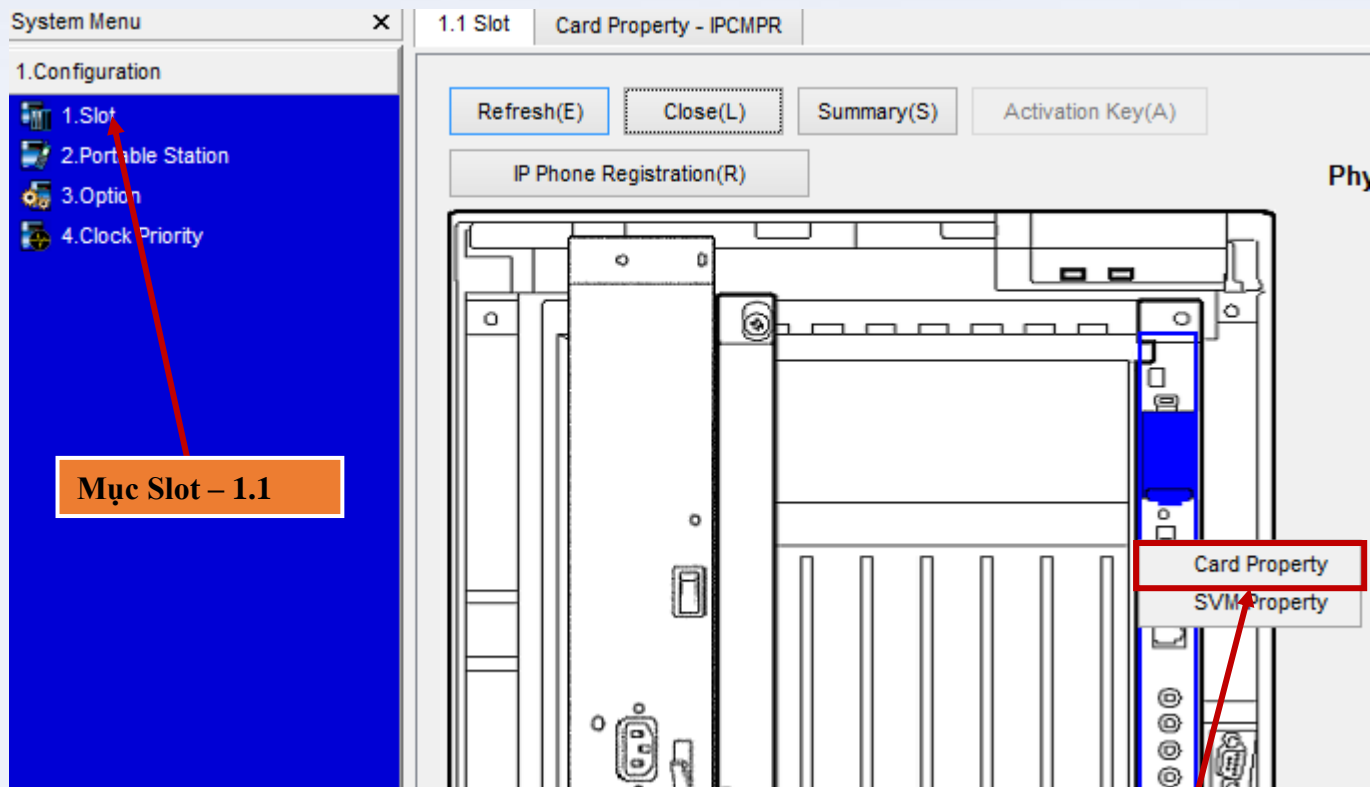 System Menu
1.1 Slot
Card Property - IPCMPR
1.Configuration
1.Slot
2.Portable Station
3.Option
4.Clock Priority
Refresh(E)
Close(L)
Summary(S)
Activation Key(A)
IP Phone Registration(R)
Phy
Mục Slot – 1.1
Card Property
SVM Property